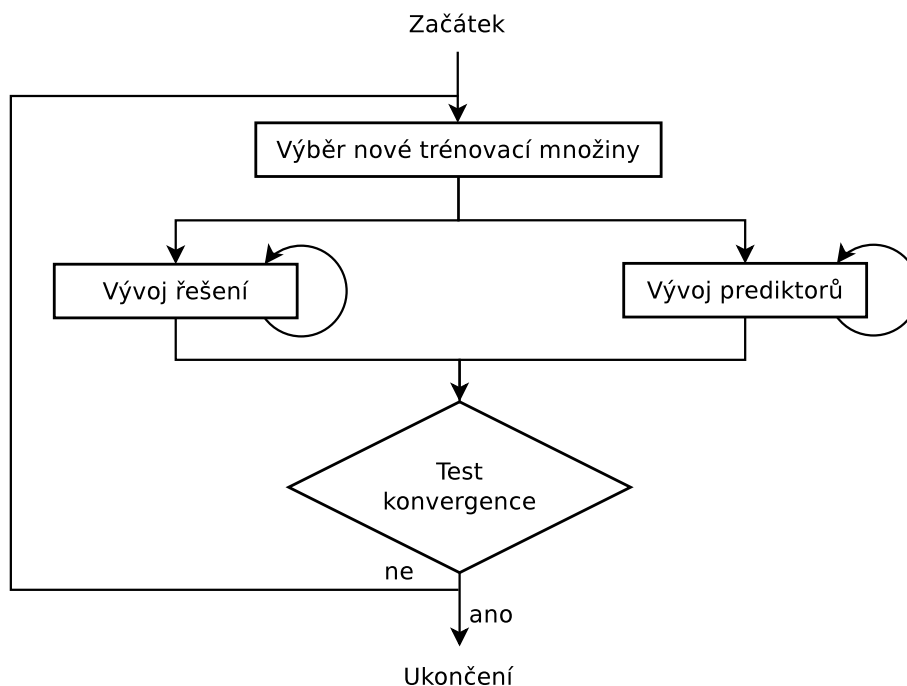 Začátek
Výběr nové trénovací množiny
Vývoj řešení
Vývoj prediktorů
Test
konvergence
ne
ano
Ukončení